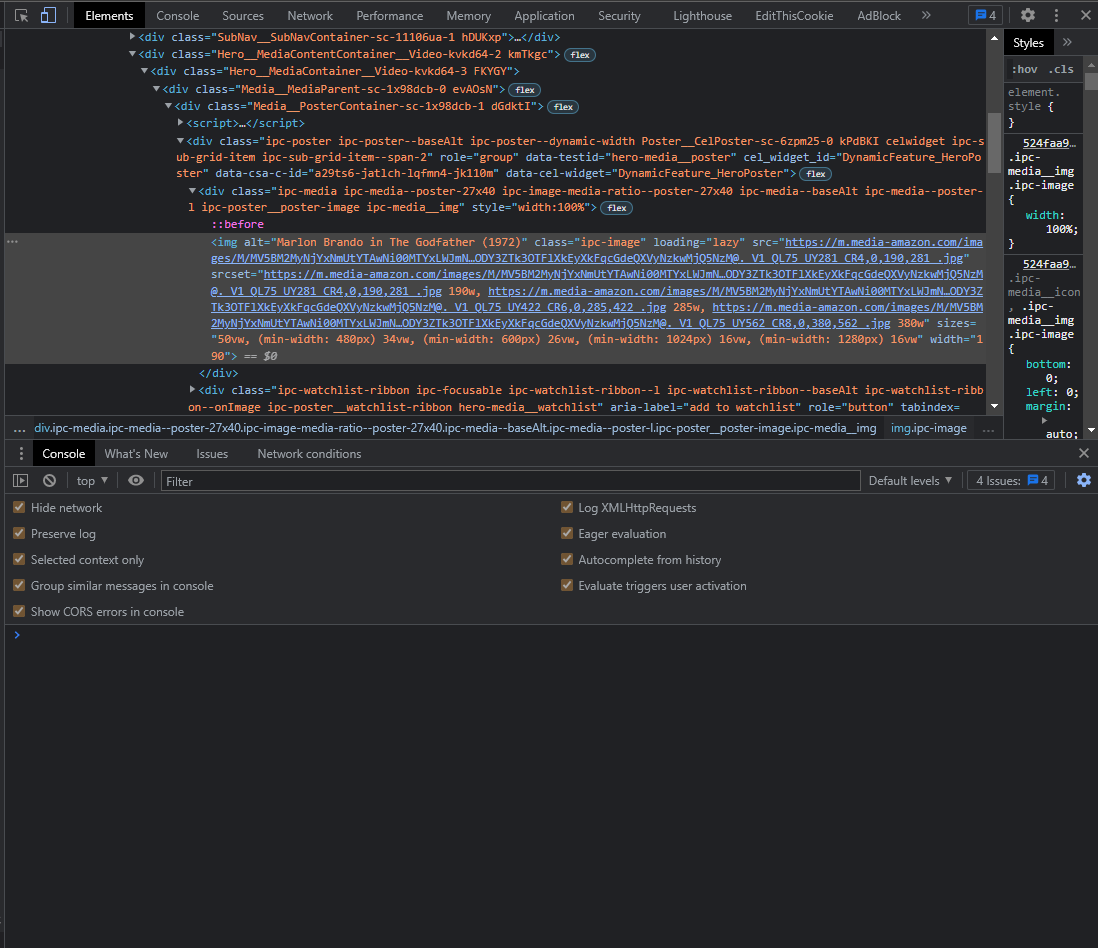 Elements Console Sources Network Performance Memory Application Security Lighthouse EditThisCookie AdBlock » 4
<div class="SubNav__SubNavContainer-sc-11106ua-1 hDUKxp">…</div>
<div class="Hero__MediaContentContainer__Video-kvkd64-2 kmTkgc"> flex
<div class="Hero__MediaContainer__Video-kvkd64-3 FKYGY">
<div class="Media__MediaParent-sc-1x98dcb-0 evAOsN"> flex
<div class="Media__PosterContainer-sc-1x98dcb-1 dGdktI"> flex
<script>…</script>
<div class="ipc-poster ipc-poster--baseAlt ipc-poster--dynamic-width Poster__CelPoster-sc-6zpm25-0 kPdBKI celwidget ipc-s
ub-grid-item ipc-sub-grid-item--span-2" role="group" data-testid="hero-media__poster" cel_widget_id="DynamicFeature_HeroPo
ster" data-csa-c-id="a29ts6-jatlch-lqfmn4-jk110m" data-cel-widget="DynamicFeature_HeroPoster"> flex
<div class="ipc-media ipc-media--poster-27x40 ipc-image-media-ratio--poster-27x40 ipc-media--baseAlt ipc-media--poster-
l ipc-poster__poster-image ipc-media__img" style="width:100%"> flex
::before
<img alt="Marlon Brando in The Godfather (1972)" class="ipc-image" loading="lazy" src="https://m.media-amazon.com/ima
ges/M/MV5BM2MyNjYxNmUtYTAwNi00MTYxLWJmN…ODY3ZTk3OTFlXkEyXkFqcGdeQXVyNzkwMjQ5NzM@._V1_QL75_UY281_CR4,0,190,281_.jpg"
srcset="https://m.media-amazon.com/images/M/MV5BM2MyNjYxNmUtYTAwNi00MTYxLWJmN…ODY3ZTk3OTFlXkEyXkFqcGdeQXVyNzkwMjQ5NzM
@._V1_QL75_UY281_CR4,0,190,281_.jpg 190w, https://m.media-amazon.com/images/M/MV5BM2MyNjYxNmUtYTAwNi00MTYxLWJmN…ODY3Z
Tk3OTFlXkEyXkFqcGdeQXVyNzkwMjQ5NzM@._V1_QL75_UY422_CR6,0,285,422_.jpg 285w, https://m.media-amazon.com/images/M/MV5BM
2MyNjYxNmUtYTAwNi00MTYxLWJmN…ODY3ZTk3OTFlXkEyXkFqcGdeQXVyNzkwMjQ5NzM@._V1_QL75_UY562_CR8,0,380,562_.jpg 380w" sizes=
"50vw, (min-width: 480px) 34vw, (min-width: 600px) 26vw, (min-width: 1024px) 16vw, (min-width: 1280px) 16vw" width="1
90"> == $0
</div>
<div class="ipc-watchlist-ribbon ipc-focusable ipc-watchlist-ribbon--l ipc-watchlist-ribbon--baseAlt ipc-watchlist-ribb
on--onImage ipc-poster__watchlist-ribbon hero-media__watchlist" aria-label="add to watchlist" role="button" tabindex=
... div.ipc-media.ipc-media--poster-27x40.ipc-image-media-ratio--poster-27x40.ipc-media--baseAlt.ipc-media--poster-l.ipc-poster__poster-image.ipc-media__img img.ipc-image ...
Styles »
:hov .cls
element.
style {
}
524faa9…
.ipc-
media__img
.ipc-image
{
width:
100%;
}
524faa9…
.ipc-
media__icon
, .ipc-
media__img
.ipc-image
{
bottom:
0;
left: 0;
margin:
auto;
Console What's New Issues Network conditions
top Filter Default levels 4 Issues: 4
Hide network Log XMLHttpRequests
Preserve log Eager evaluation
Selected context only Autocomplete from history
Group similar messages in console Evaluate triggers user activation
Show CORS errors in console